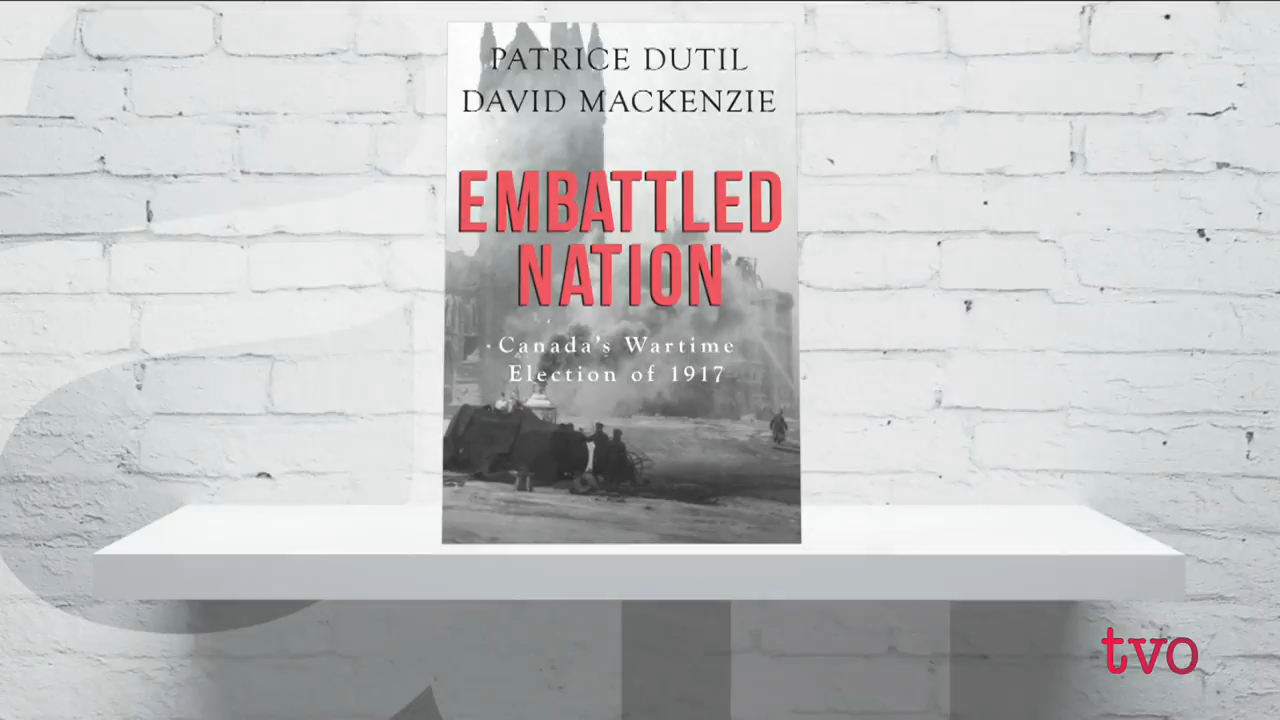 PATRICE DUTIL
DAVID MACKENZIE
EMBATTLED
NATION
Canada's Wartime
Election of 1917
tvo